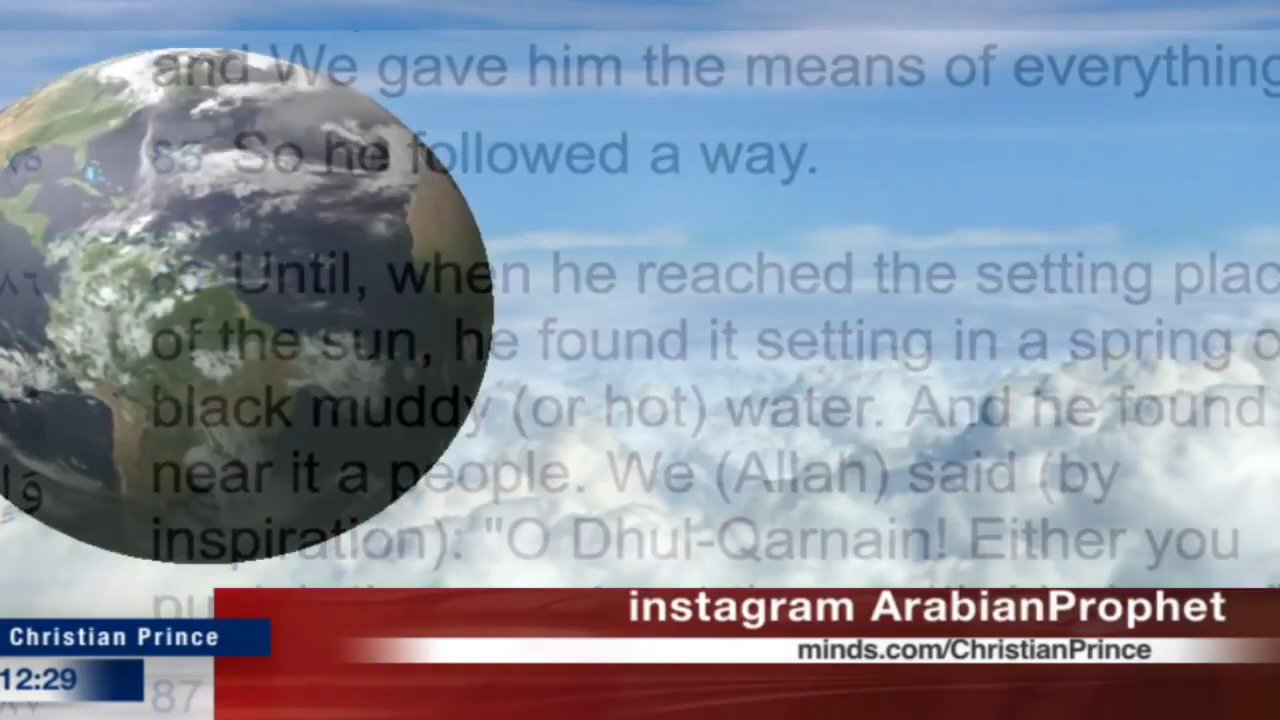 and We gave him the means of everything
85. So he followed a way.
٨٦
86. Until, when he reached the setting plac
of the sun, he found it setting in a spring o
black muddy (or hot) water. And he found
near it a people. We (Allah) said (by
inspiration): "O Dhul-Qarnain! Either you
pu
instagram ArabianProphet
Christian Prince
minds.com/ChristianPrince
12:29
87